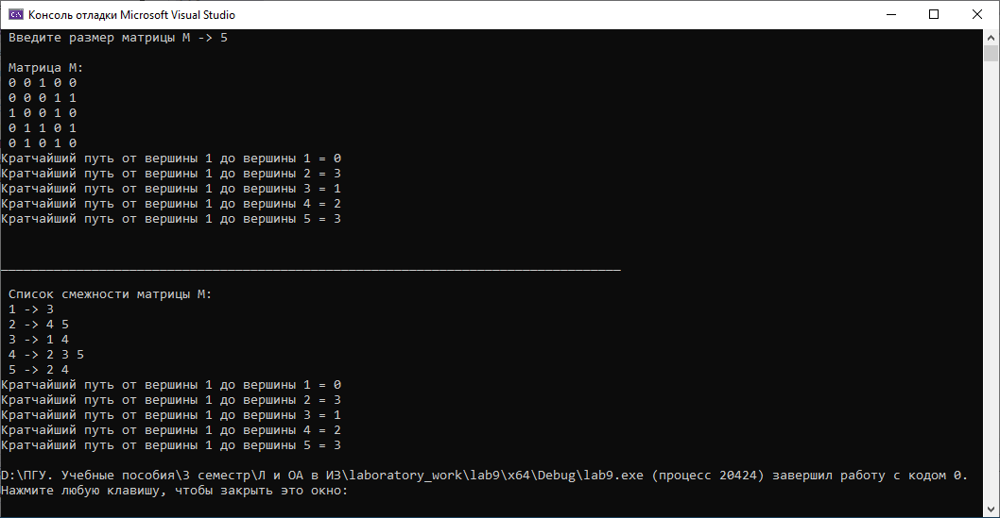 Консоль отладки Microsoft Visual Studio
Введите размер матрицы M -> 5
Матрица M:
0 0 1 0 0
0 0 0 1 1
1 0 0 1 0
0 1 1 0 1
0 1 0 1 0
Кратчайший путь от вершины 1 до вершины 1 = 0
Кратчайший путь от вершины 1 до вершины 2 = 3
Кратчайший путь от вершины 1 до вершины 3 = 1
Кратчайший путь от вершины 1 до вершины 4 = 2
Кратчайший путь от вершины 1 до вершины 5 = 3
__________________________________________________________________________________
Список смежности матрицы M:
1 -> 3
2 -> 4 5
3 -> 1 4
4 -> 2 3 5
5 -> 2 4
Кратчайший путь от вершины 1 до вершины 1 = 0
Кратчайший путь от вершины 1 до вершины 2 = 3
Кратчайший путь от вершины 1 до вершины 3 = 1
Кратчайший путь от вершины 1 до вершины 4 = 2
Кратчайший путь от вершины 1 до вершины 5 = 3
D:\ПГУ. Учебные пособия\3 семестр\Л и ОА в ИЗ\laboratory_work\lab9\x64\Debug\lab9.exe (процесс 20424) завершил работу с кодом 0.
Нажмите любую клавишу, чтобы закрыть это окно: